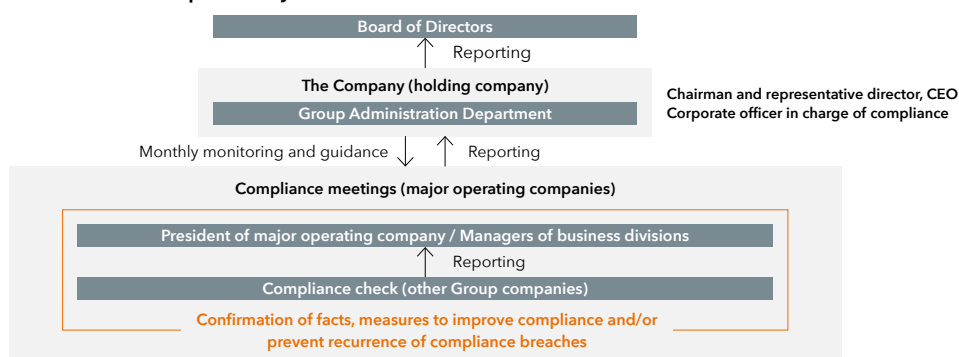 Board of Directors
Reporting
The Company (holding company)
Group Administration Department
Chairman and representative director, CEO
Corporate officer in charge of compliance
Monthly monitoring and guidance
Reporting
Compliance meetings (major operating companies)
President of major operating company / Managers of business divisions
Reporting
Compliance check (other Group companies)
Confirmation of facts, measures to improve compliance and/or
prevent recurrence of compliance breaches